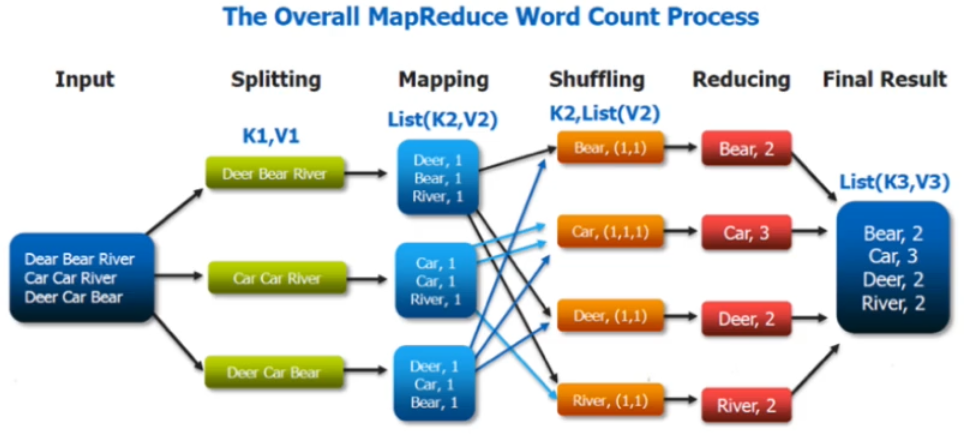 The Overall MapReduce Word Count Process
Input
Splitting
Mapping
Shuffling
Reducing
Final Result
K1,V1
List(K2,V2)
K2,List(V2)
List(K3,V3)
Dear Bear River
Car Car River
Deer Car Bear
Deer Bear River
Car Car River
Deer Car Bear
Deer, 1
Bear, 1
River, 1
Car, 1
Car, 1
River, 1
Deer, 1
Car, 1
Bear, 1
Bear, (1,1)
Car, (1,1,1)
Deer, (1,1)
River, (1,1)
Bear, 2
Car, 3
Deer, 2
River, 2
Bear, 2
Car, 3
Deer, 2
River, 2